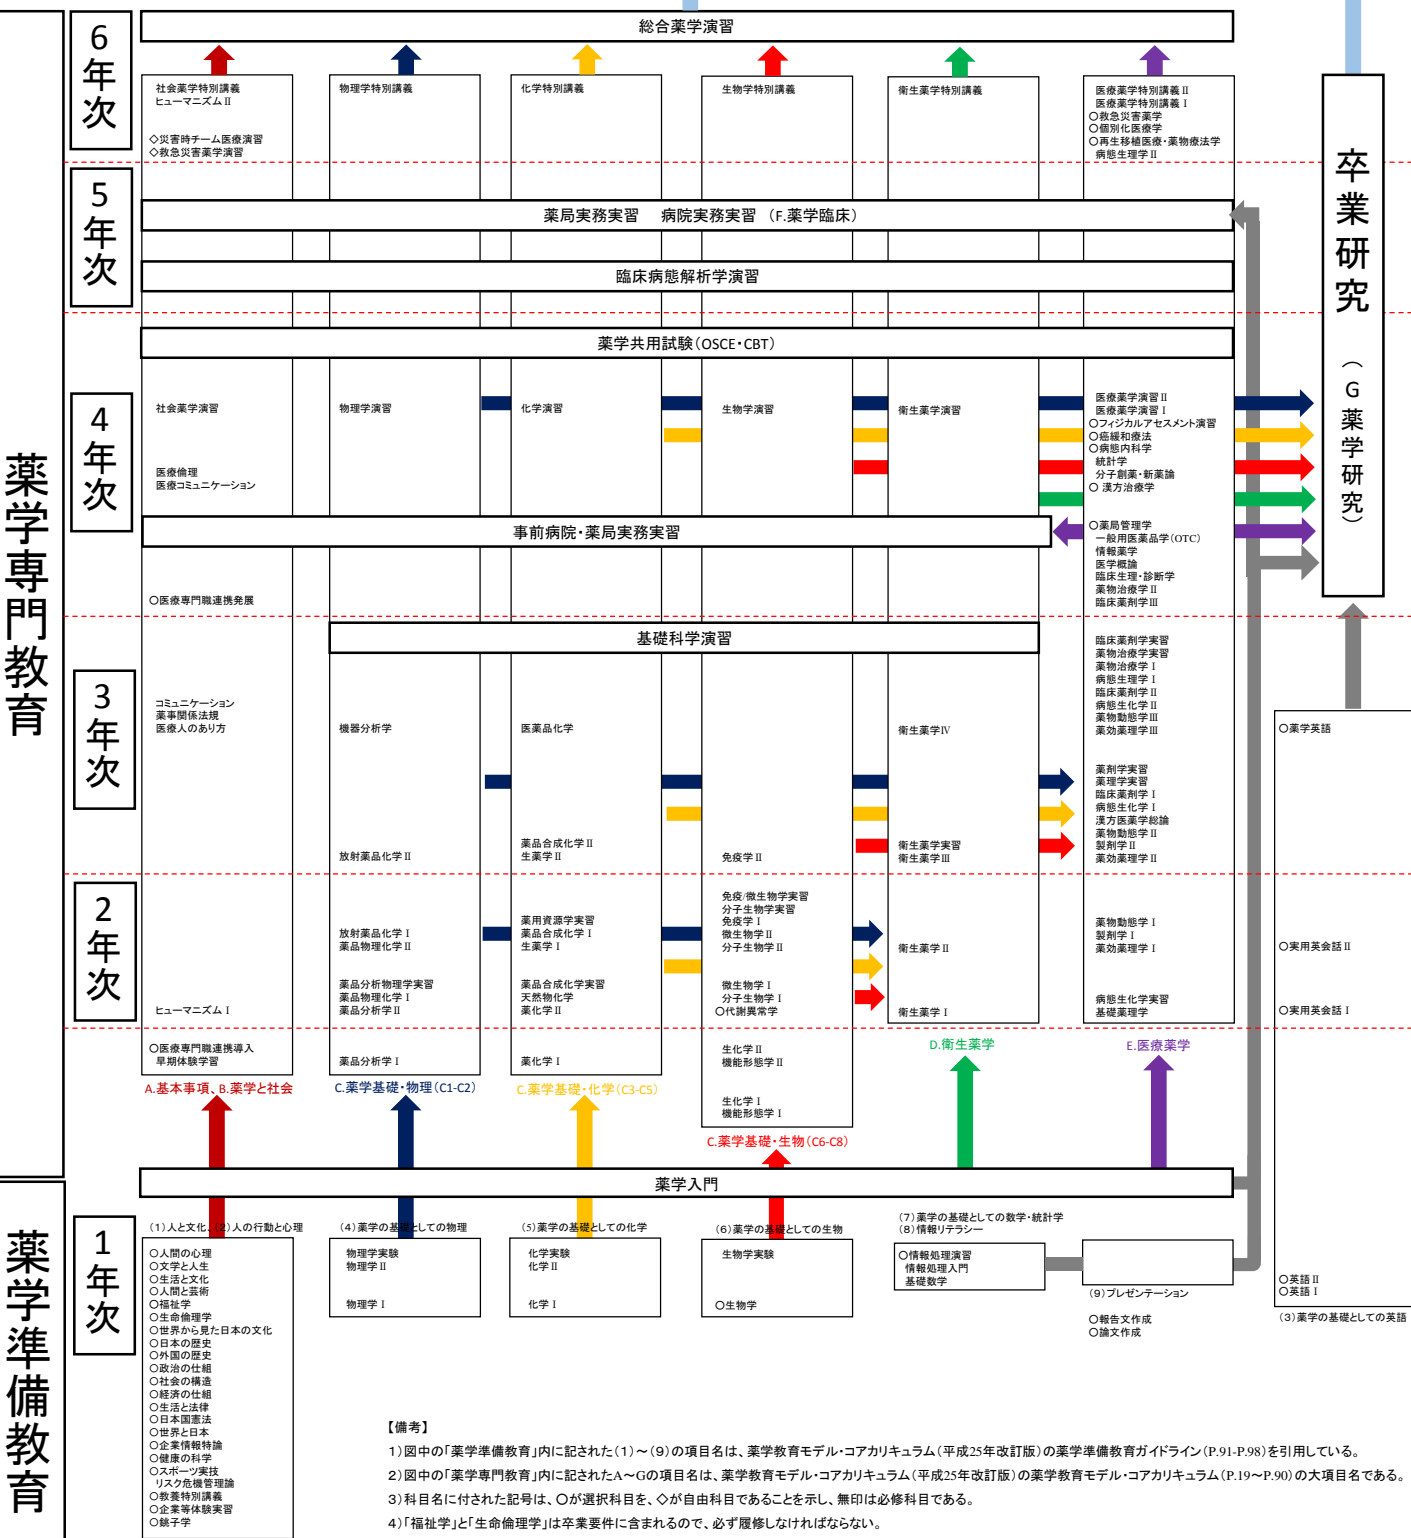 6年次
総合薬学演習
社会薬学特別講義
ヒューマニズムⅡ
◇災害時チーム医療演習
◇救急災害薬学演習
物理学特別講義
化学特別講義
生物学特別講義
衛生薬学特別講義
医療薬学特別講義Ⅱ
医療薬学特別講義Ⅰ
○救急災害薬学
○個別化医療学
○再生移植医療・薬物療法学
病態生理学Ⅱ
卒業研究
(G薬学研究)
薬学専門教育
5年次
薬局実務実習　病院実務実習 (F.薬学臨床)
臨床病態解析学演習
4年次
薬学共用試験(OSCE・CBT)
社会薬学演習
医療倫理
医療コミュニケーション
物理学演習
化学演習
生物学演習
衛生薬学演習
医療薬学演習Ⅱ
医療薬学演習Ⅰ
○フィジカルアセスメント演習
○癌緩和療法
○病態内科学
統計学
分子創薬・新薬論
○ 漢方治療学
事前病院・薬局実務実習
○医療専門職連携発展
○薬局管理学
一般用医薬品学(OTC)
情報薬学
医学概論
臨床生理・診断学
薬物治療学Ⅱ
臨床薬剤学Ⅲ
3年次
基礎科学演習
コミュニケーション
薬事関係法規
医療人のあり方
機器分析学
放射薬品化学Ⅱ
医薬品化学
薬品合成化学Ⅱ
生薬学Ⅱ
免疫学Ⅱ
衛生薬学Ⅳ
衛生薬学実習
衛生薬学Ⅲ
臨床薬剤学実習
薬物治療学実習
薬物治療学Ⅰ
病態生理学Ⅰ
臨床薬剤学Ⅱ
病態生化学Ⅱ
薬物動態学Ⅲ
薬効薬理学Ⅲ
薬剤学実習
薬理学実習
臨床薬剤学Ⅰ
病態生化学Ⅰ
漢方医薬学総論
薬物動態学Ⅱ
製剤学Ⅱ
薬効薬理学Ⅱ
○薬学英語
2年次
ヒューマニズムⅠ
放射薬品化学Ⅰ
薬品物理化学Ⅱ
薬品分析物理学実習
薬品物理化学Ⅰ
薬品分析学Ⅱ
薬用資源学実習
薬品合成化学Ⅰ
生薬学Ⅰ
薬品合成化学実習
天然物化学
薬化学Ⅱ
免疫/微生物学実習
分子生物学実習
免疫学Ⅰ
微生物学Ⅱ
分子生物学Ⅱ
微生物学Ⅰ
分子生物学Ⅰ
○代謝異常学
衛生薬学Ⅱ
衛生薬学Ⅰ
薬物動態学Ⅰ
製剤学Ⅰ
薬効薬理学Ⅰ
病態生化学実習
基礎薬理学
○実用英会話Ⅱ
○実用英会話Ⅰ
○医療専門職連携導入
早期体験学習
薬品分析学Ⅰ
薬化学Ⅰ
生化学Ⅱ
機能形態学Ⅱ
生化学Ⅰ
機能形態学Ⅰ
D.衛生薬学
E.医療薬学
A.基本事項、B.薬学と社会
C.薬学基礎・物理(C1-C2)
C.薬学基礎・化学(C3-C5)
C.薬学基礎・生物(C6-C8)
薬学準備教育
1年次
薬学入門
(1)人と文化、(2)人の行動と心理
○人間の心理
○文学と人生
○生活と文化
○人間と芸術
○福祉学
○生命倫理学
○世界から見た日本の文化
○日本の歴史
○外国の歴史
○政治の仕組
○社会の構造
○経済の仕組
○生活と法律
○日本国憲法
○世界と日本
○企業情報特論
○健康の科学
○スポーツ実技
リスク危機管理論
○教養特別講義
○企業等体験実習
○銚子学
(4)薬学の基礎としての物理
物理学実験
物理学Ⅱ
物理学Ⅰ
(5)薬学の基礎としての化学
化学実験
化学Ⅱ
化学Ⅰ
(6)薬学の基礎としての生物
生物学実験
○生物学
(7)薬学の基礎としての数学・統計学
(8)情報リテラシー
○情報処理演習
情報処理入門
基礎数学
(9)プレゼンテーション
○報告文作成
○論文作成
○英語Ⅱ
○英語Ⅰ
(3)薬学の基礎としての英語
【備考】
1)図中の「薬学準備教育」内に記された(1)～(9)の項目名は、薬学教育モデル・コアカリキュラム(平成25年改訂版)の薬学準備教育ガイドライン(P.91-P.98)を引用している。
2)図中の「薬学専門教育」内に記されたA～Gの項目名は、薬学教育モデル・コアカリキュラム(平成25年改訂版)の薬学教育モデル・コアカリキュラム(P.19～P.90)の大項目名である。
3)科目名に付された記号は、○が選択科目を、◇が自由科目であることを示し、無印は必修科目である。
4)「福祉学」と「生命倫理学」は卒業要件に含まれるので、必ず履修しなければならない。